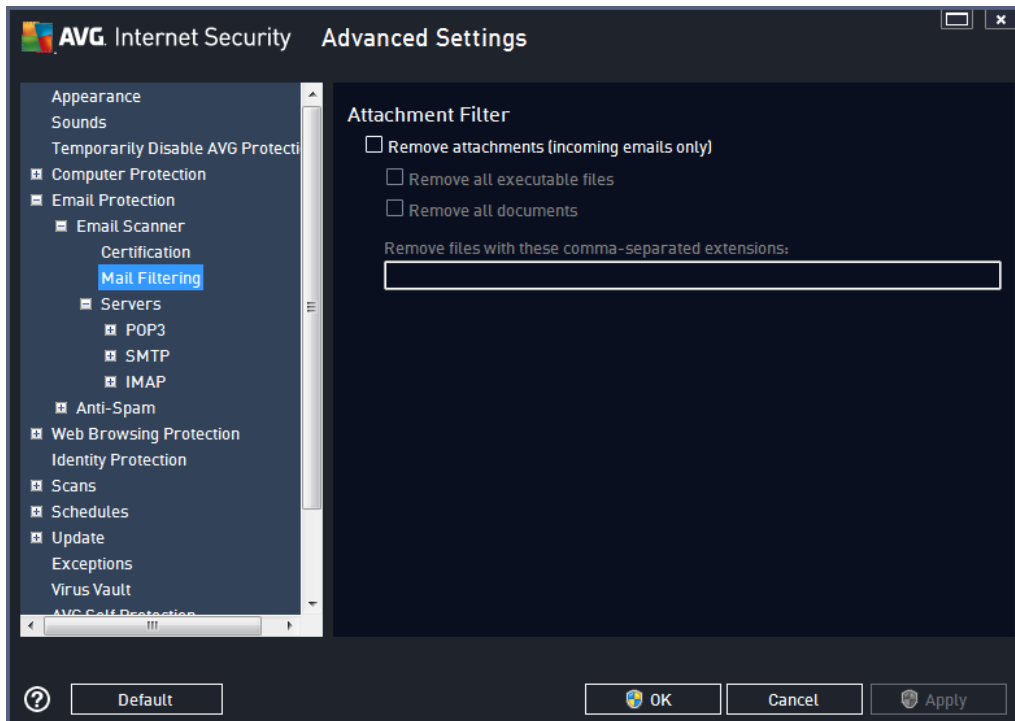 AVG. Internet Security Advanced Settings
Appearance
Sounds
Temporarily Disable AVG Protecti
Computer Protection
Email Protection
Email Scanner
Certification
Mail Filtering
Servers
POP3
SMTP
IMAP
Anti-Spam
Web Browsing Protection
Identity Protection
Scans
Schedules
Update
Exceptions
Virus Vault
AVG Self Protection
Attachment Filter
Remove attachments (incoming emails only)
Remove all executable files
Remove all documents
Remove files with these comma-separated extensions:
Default
OK
Cancel
Apply